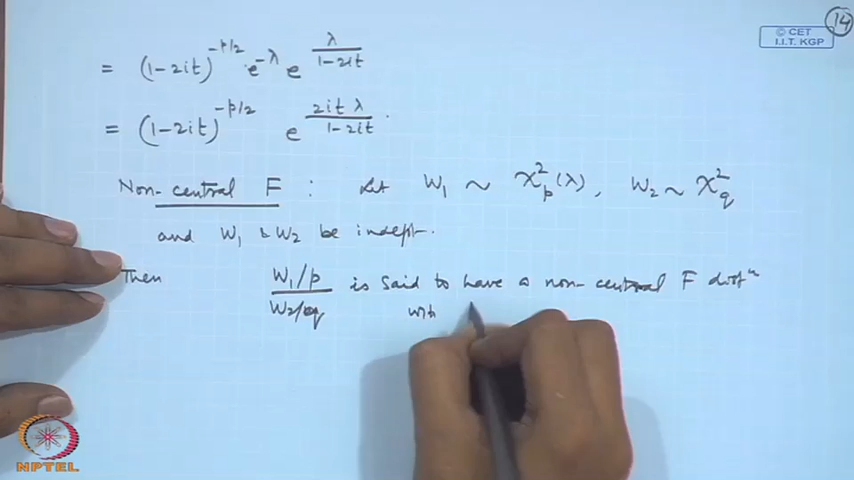 14
© CET
I.I.T. KGP
= (1-2it)^{-p/2} e^{-λ} e^{λ/(1-2it)}
= (1-2it)^{-p/2} e^{2itλ/(1-2it)}.
Non-central F : Let W₁ ~ χ²_p(λ), W₂ ~ χ²_q
and W₁ & W₂ be indept.
Then (W₁/p)/(W₂/q) is said to have a non-central F distⁿ
with
NPTEL